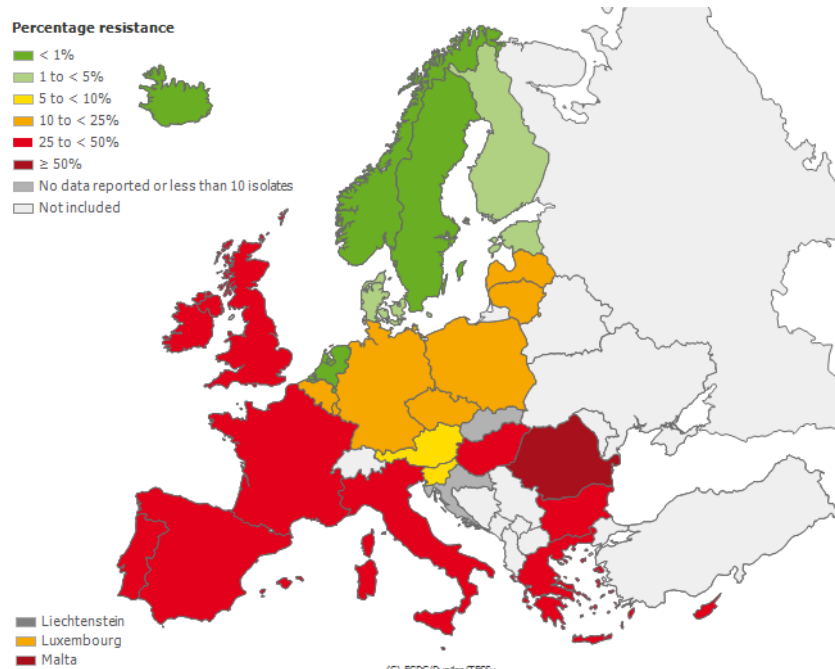 Percentage resistance
< 1%
1 to < 5%
5 to < 10%
10 to < 25%
25 to < 50%
≥ 50%
No data reported or less than 10 isolates
Not included
Liechtenstein
Luxembourg
Malta